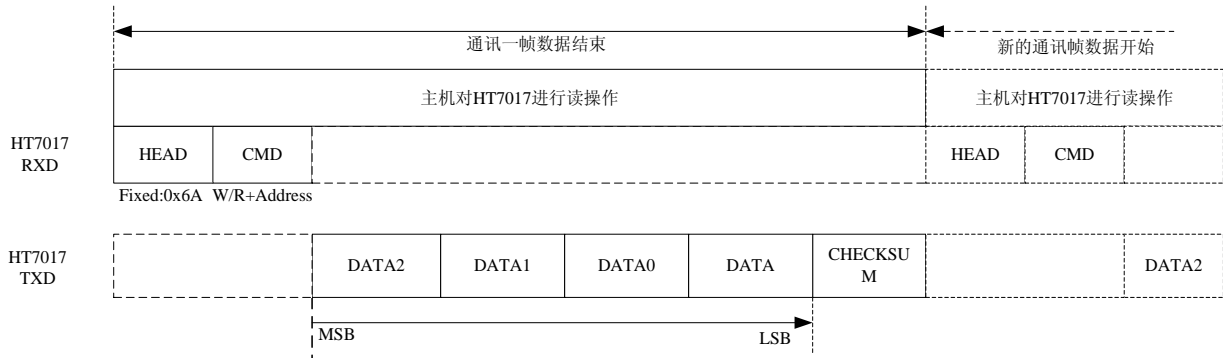 通讯一帧数据结束
新的通讯帧数据开始
主机对HT7017进行读操作
主机对HT7017进行读操作
HT7017
RXD
HEAD
CMD
HEAD
CMD
Fixed:0x6A
W/R+Address
HT7017
TXD
DATA2
DATA1
DATA0
DATA
CHECKSU
M
DATA2
MSB
LSB